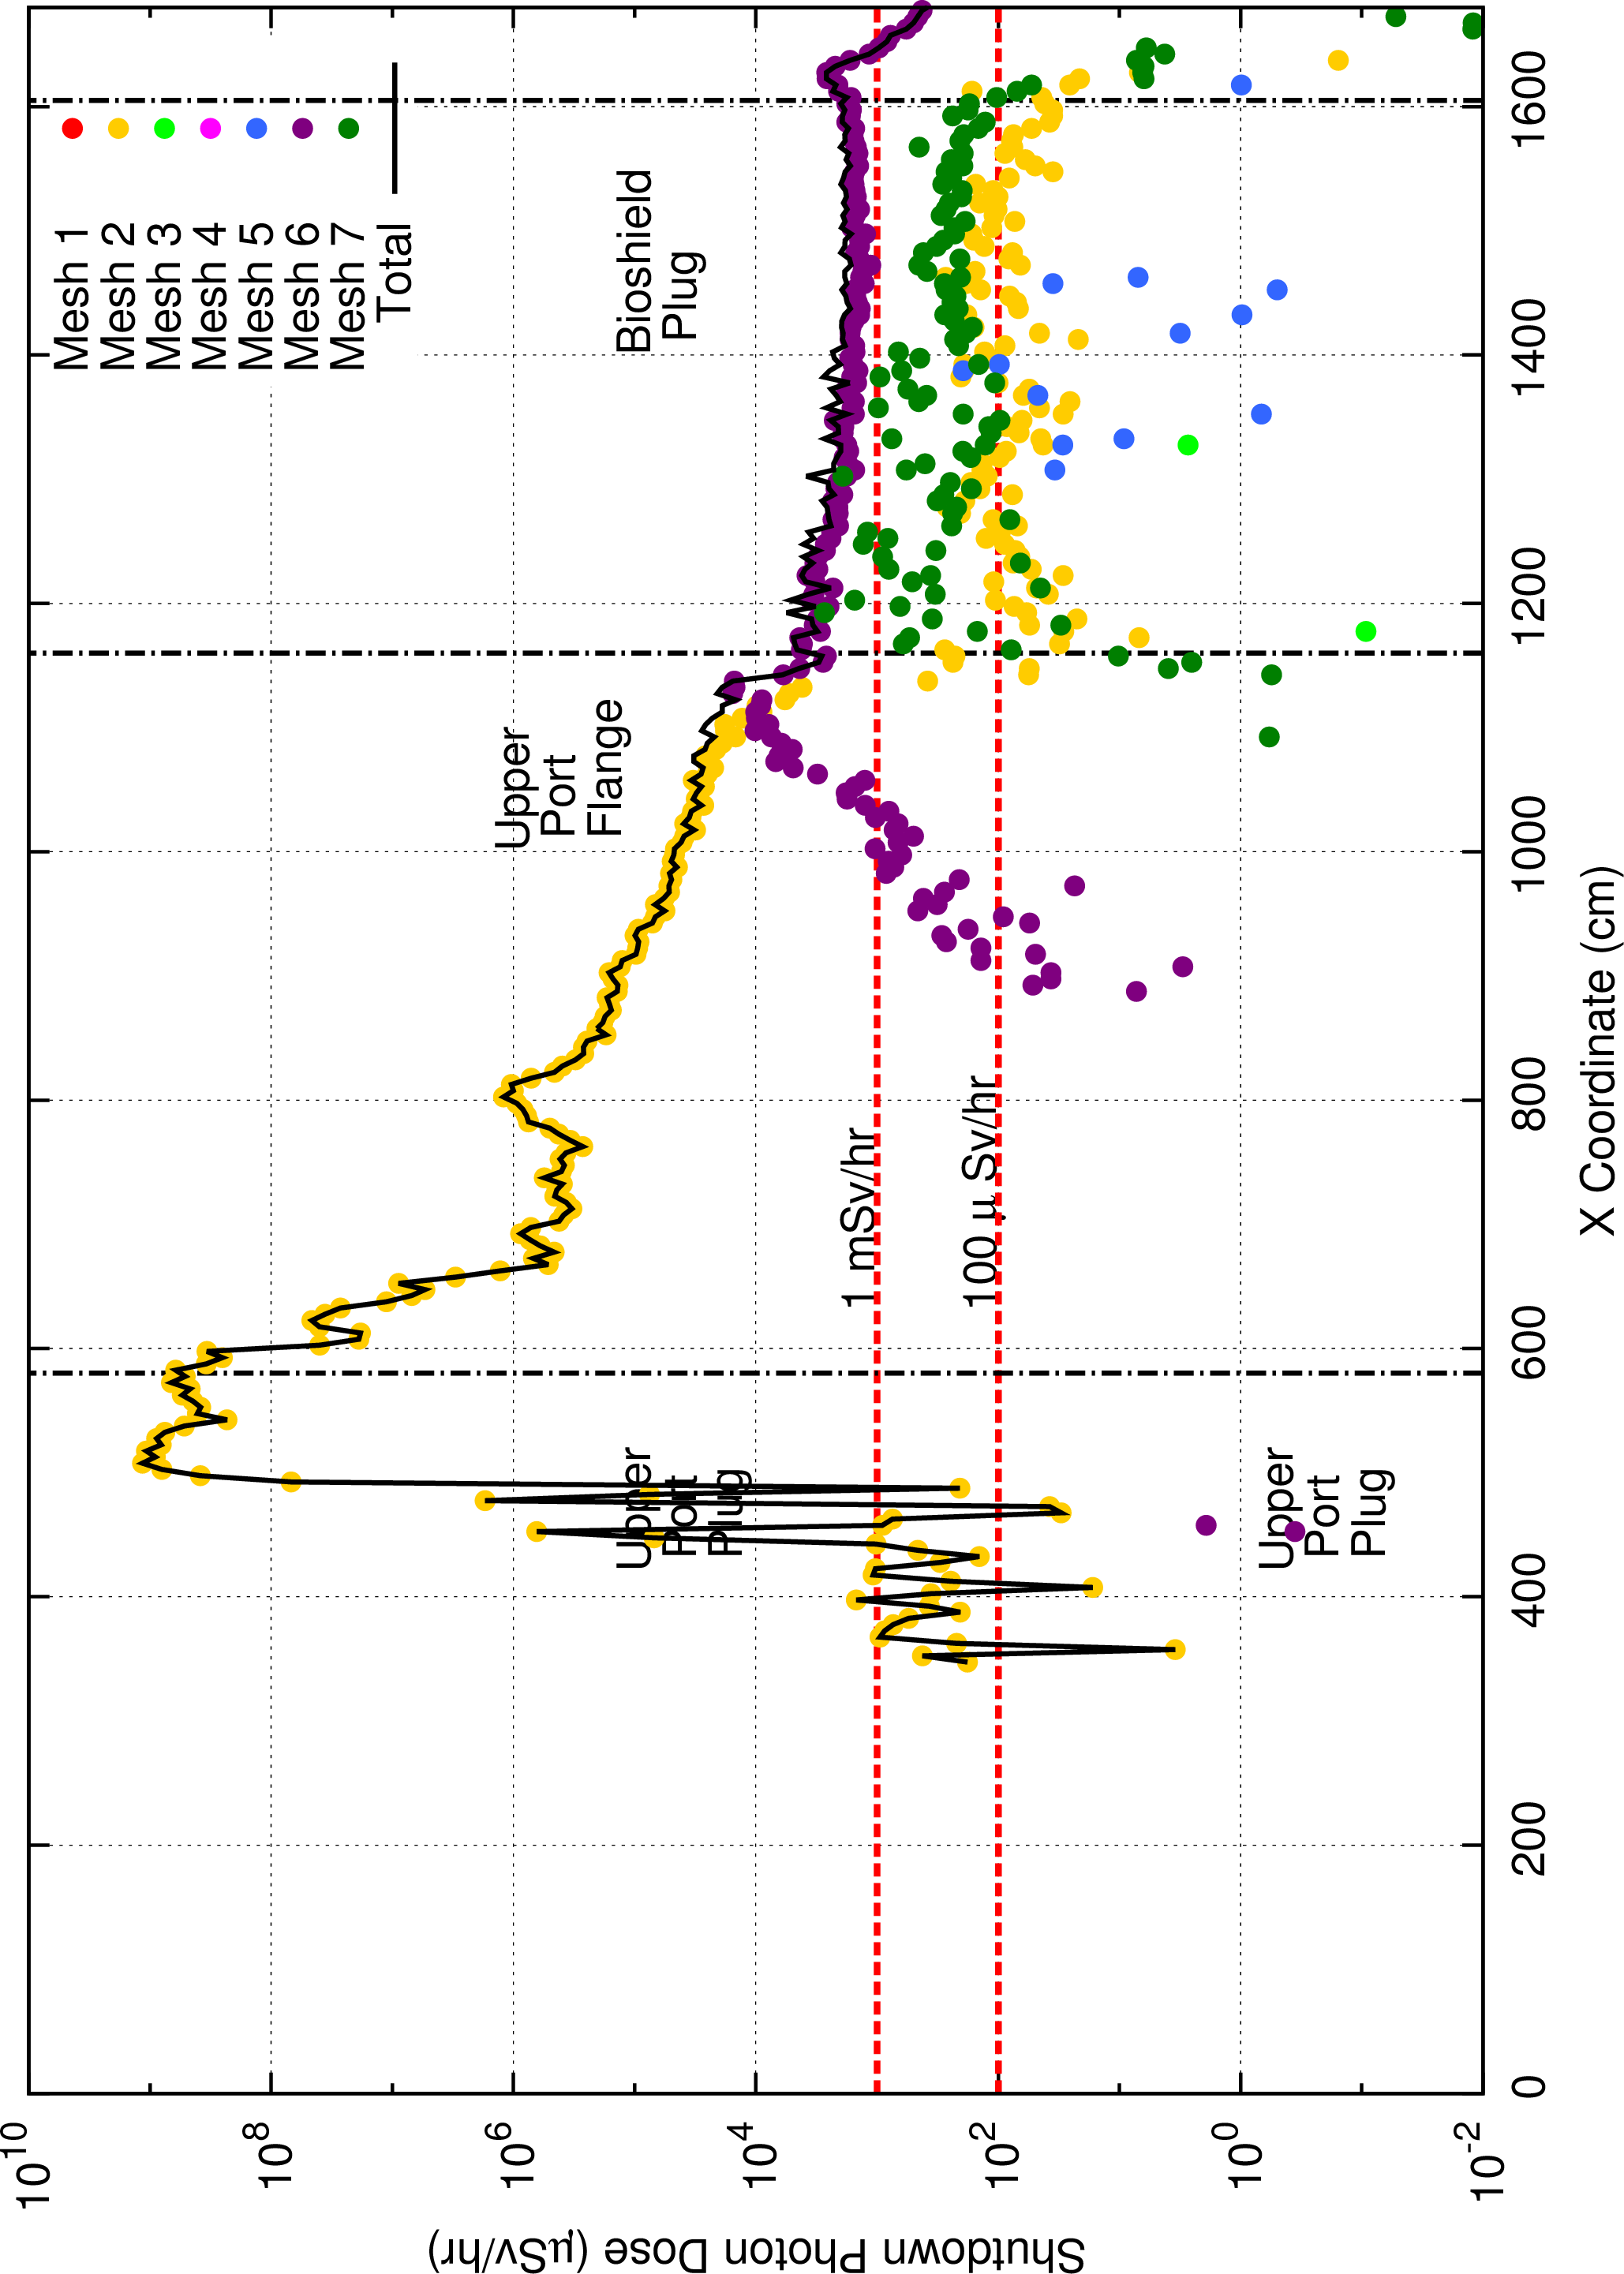 Mesh 1
Mesh 2
Mesh 3
Mesh 4
Mesh 5
Mesh 6
Mesh 7
Total
Bioshield
Plug
Upper
Port
Flange
Upper
Port
Plug
Upper
Port
Plug
1 mSv/hr
100 μ Sv/hr
10^10
10^8
10^6
10^4
10^2
10^0
10^-2
0
200
400
600
800
1000
1200
1400
1600
X Coordinate (cm)
Shutdown Photon Dose (μSv/hr)